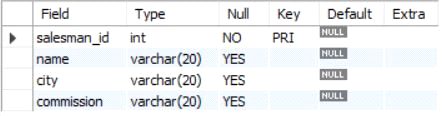 Field Type Null Key Default Extra
salesman_id int NO PRI NULL
name varchar(20) YES NULL
city varchar(20) YES NULL
commission varchar(20) YES NULL